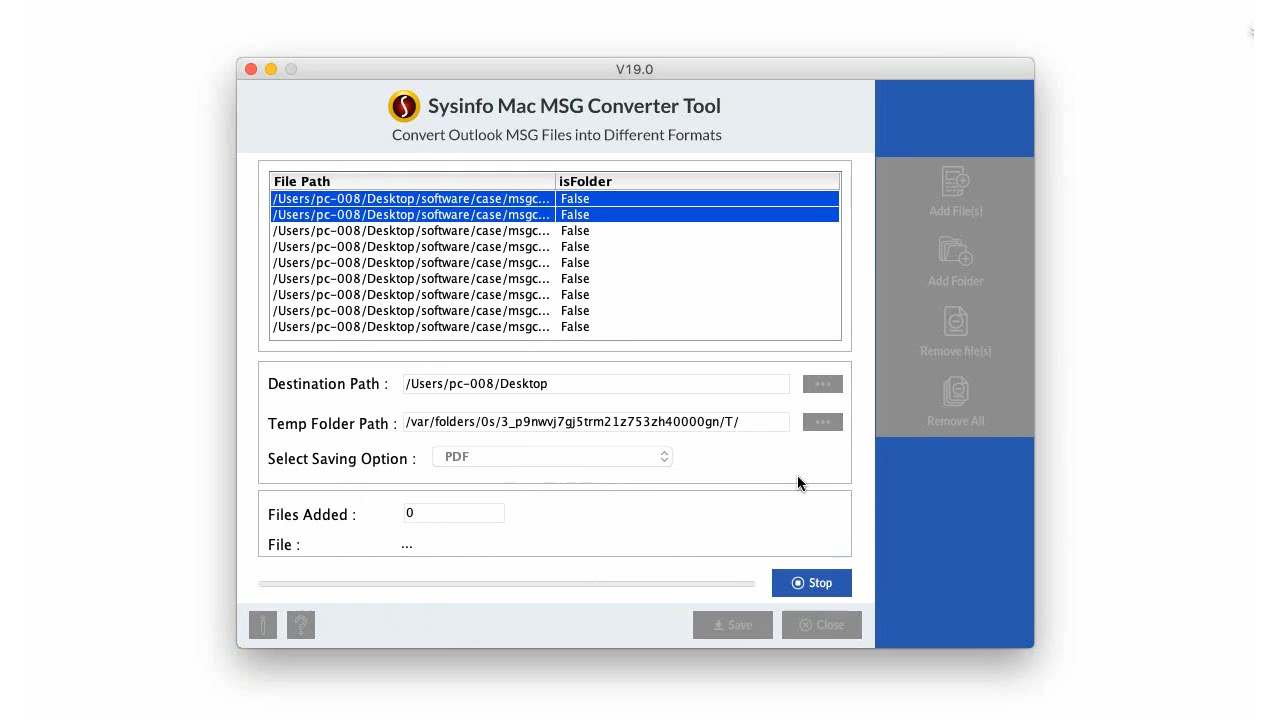 V19.0
Sysinfo Mac MSG Converter Tool
Convert Outlook MSG Files into Different Formats
File Path isFolder
/Users/pc-008/Desktop/software/case/msgc... False
/Users/pc-008/Desktop/software/case/msgc... False
/Users/pc-008/Desktop/software/case/msgc... False
/Users/pc-008/Desktop/software/case/msgc... False
/Users/pc-008/Desktop/software/case/msgc... False
/Users/pc-008/Desktop/software/case/msgc... False
/Users/pc-008/Desktop/software/case/msgc... False
/Users/pc-008/Desktop/software/case/msgc... False
/Users/pc-008/Desktop/software/case/msgc... False
Destination Path : /Users/pc-008/Desktop ...
Temp Folder Path : /var/folders/0s/3_p9nwvj7gj5trm21z753zh40000gn/T/ ...
Select Saving Option : PDF
Files Added : 0
File : ...
Stop
Save Close
Add File(s)
Add Folder
Remove file(s)
Remove All